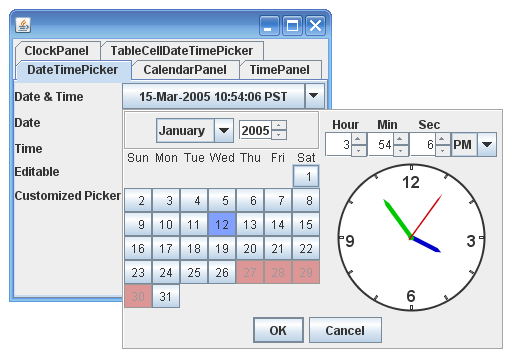 ClockPanel TableCellDateTimePicker
DateTimePicker CalendarPanel TimePanel
Date & Time 15-Mar-2005 10:54:06 PST
Date
Time
Editable
Customized Picker
January 2005
Sun Mon Tue Wed Thu Fri Sat
1
2 3 4 5 6 7 8
9 10 11 12 13 14 15
16 17 18 19 20 21 22
23 24 25 26 27 28 29
30 31
Hour Min Sec
3 54 6 PM
12
9 3
6
OK Cancel